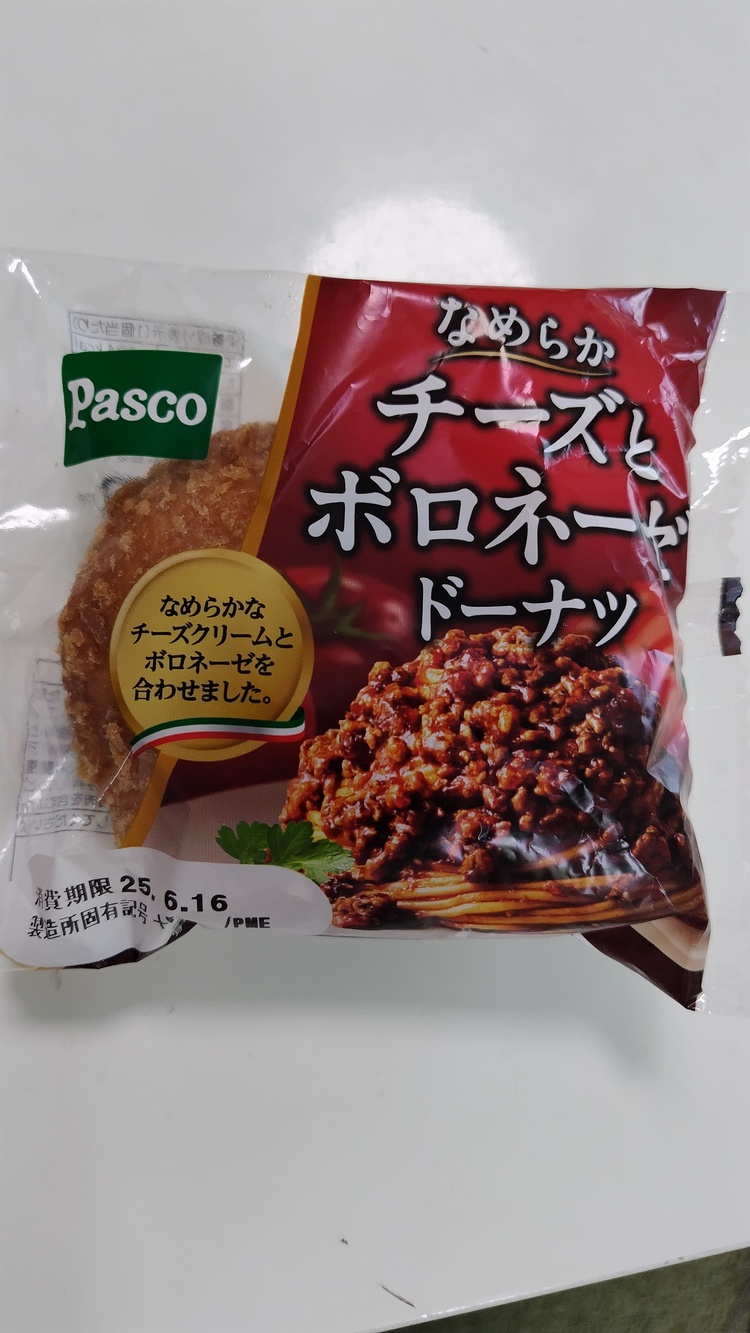 Pasco
なめらか
チーズと
ボロネーゼ
ドーナツ
なめらかな
チーズクリームと
ボロネーゼを
合わせました。
消費期限 25. 6.16
製造所固有記号 /PME